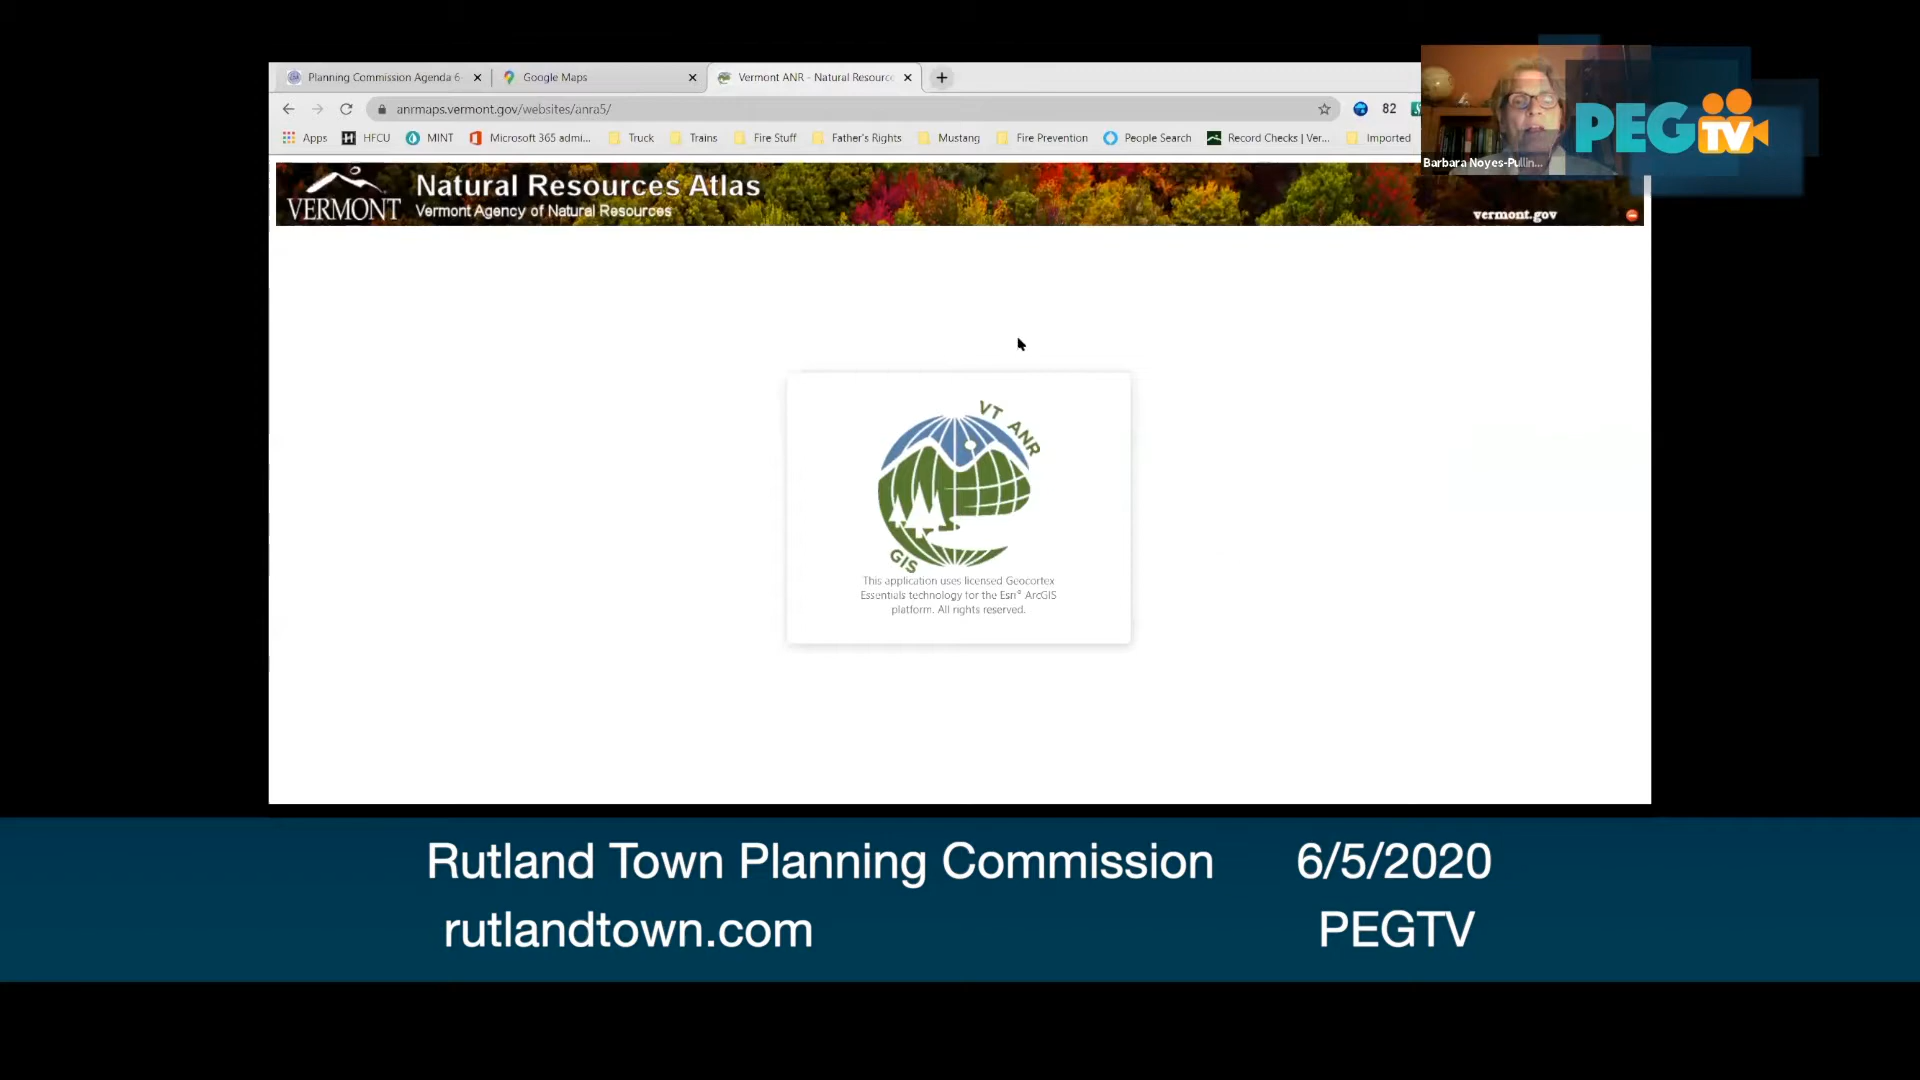 Planning Commission Agenda 6
Google Maps
Vermont ANR - Natural Resourc
anrmaps.vermont.gov/websites/anra5/
82
Apps
HFCU
MINT
Microsoft 365 admi...
Truck
Trains
Fire Stuff
Father's Rights
Mustang
Fire Prevention
People Search
Record Checks | Ver...
Imported
PEG TV
Barbara Noyes-Pullin...
VERMONT
Natural Resources Atlas
Vermont Agency of Natural Resources
vermont.gov
VT ANR
GIS
This application uses licensed Geocortex
Essentials technology for the Esri® ArcGIS
platform. All rights reserved.
Rutland Town Planning Commission 6/5/2020
rutlandtown.com PEGTV